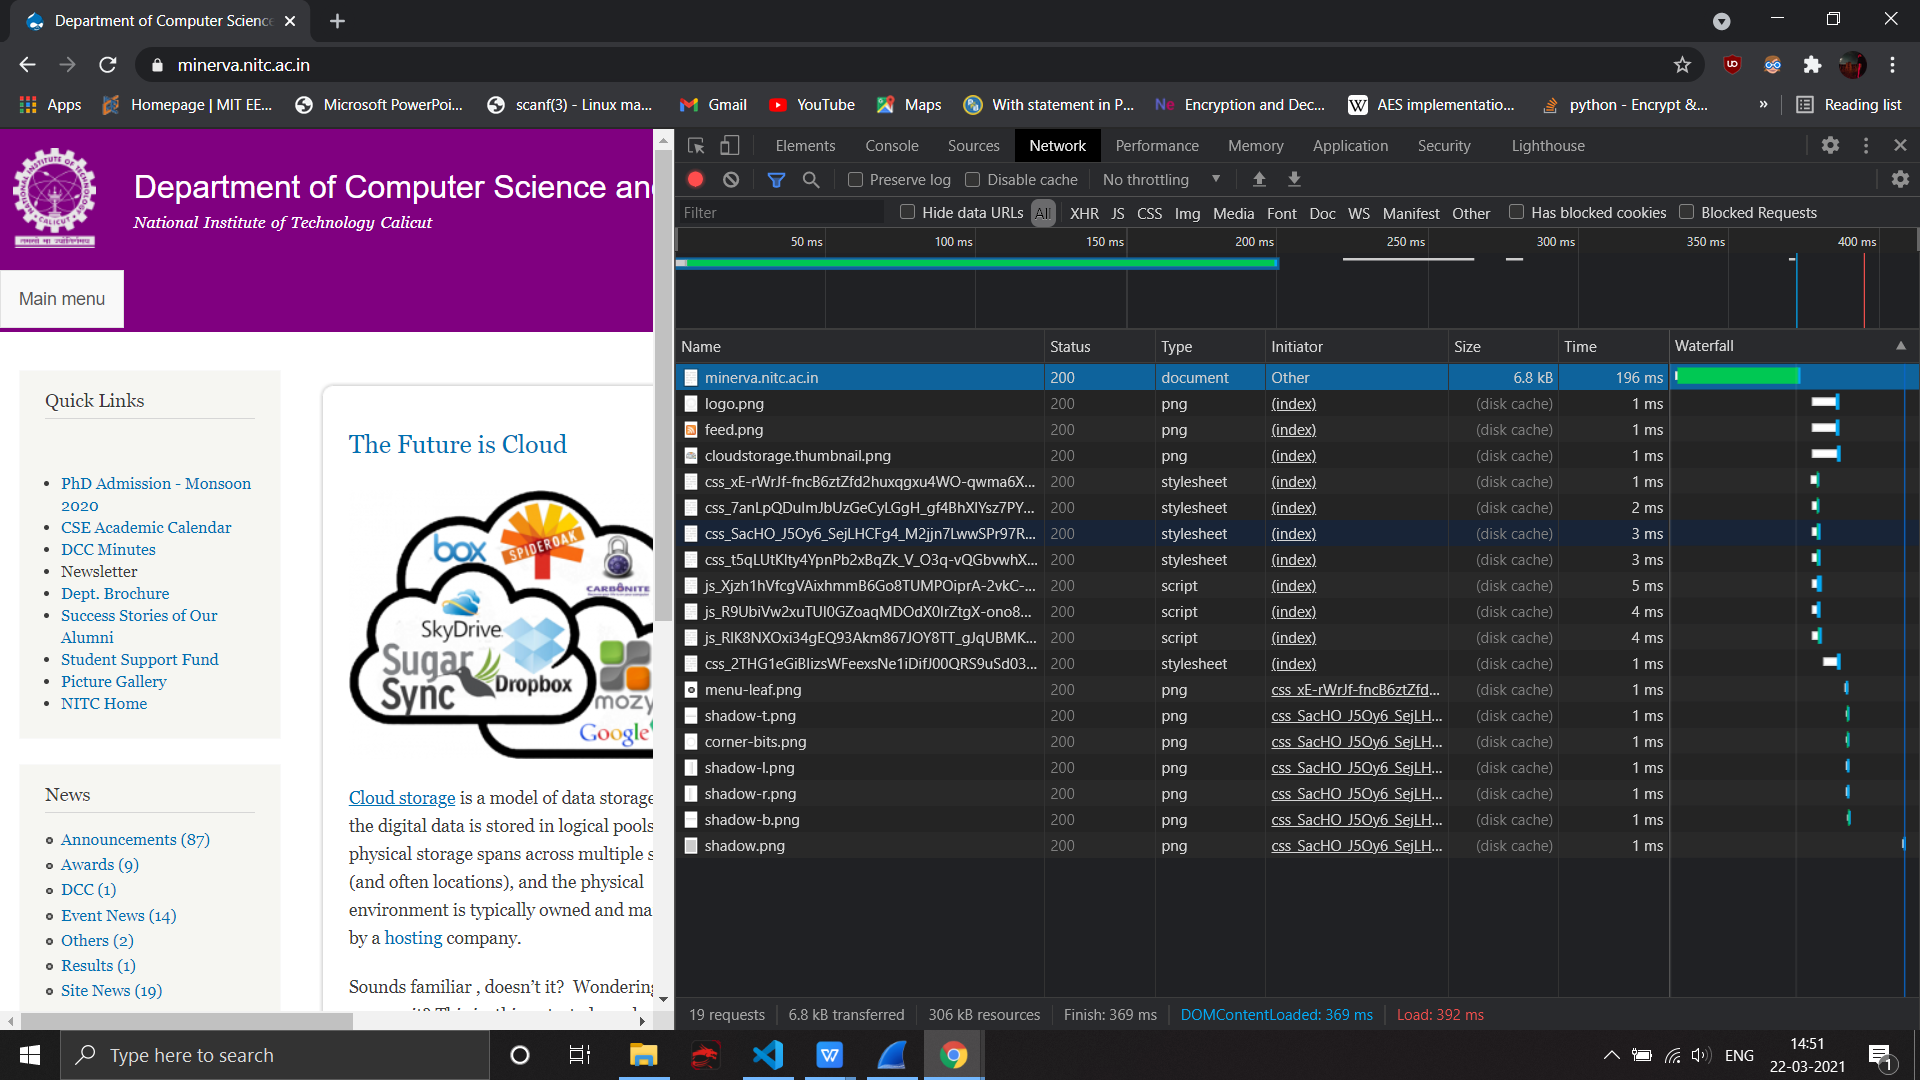 Department of Computer Science
minerva.nitc.ac.in
Apps
Homepage | MIT EE...
Microsoft PowerPoi...
scanf(3) - Linux ma...
Gmail
YouTube
Maps
With statement in P...
Ne
Encryption and Dec...
W
AES implementatio...
python - Encrypt &...
»
Reading list
Department of Computer Science an
National Institute of Technology Calicut
Main menu
Quick Links
PhD Admission - Monsoon
2020
CSE Academic Calendar
DCC Minutes
Newsletter
Dept. Brochure
Success Stories of Our
Alumni
Student Support Fund
Picture Gallery
NITC Home
News
Announcements (87)
Awards (9)
DCC (1)
Event News (14)
Others (2)
Results (1)
Site News (19)
The Future is Cloud
box
SPIDEROAK
CARBONITE
SkyDrive
Sugar
Sync
Dropbox
mozy
Google
Cloud storage is a model of data storage
the digital data is stored in logical pools
physical storage spans across multiple s
(and often locations), and the physical
environment is typically owned and ma
by a hosting company.
Sounds familiar , doesn’t it?  Wondering
Elements Console Sources Network Performance Memory Application Security Lighthouse
Preserve log Disable cache No throttling
Filter Hide data URLs All XHR JS CSS Img Media Font Doc WS Manifest Other Has blocked cookies Blocked Requests
50 ms 100 ms 150 ms 200 ms 250 ms 300 ms 350 ms 400 ms
Name Status Type Initiator Size Time Waterfall
minerva.nitc.ac.in 200 document Other 6.8 kB 196 ms
logo.png 200 png (index) (disk cache) 1 ms
feed.png 200 png (index) (disk cache) 1 ms
cloudstorage.thumbnail.png 200 png (index) (disk cache) 1 ms
css_xE-rWrJf-fncB6ztZfd2huxqgxu4WO-qwma6X... 200 stylesheet (index) (disk cache) 1 ms
css_7anLpQDuImJbUzGeCyLGgH_gf4BhXlYsz7PY... 200 stylesheet (index) (disk cache) 2 ms
css_SacHO_J5Oy6_SejLHCFg4_M2jjn7LwwSPr97R... 200 stylesheet (index) (disk cache) 3 ms
css_t5qLUtKlty4YpnPb2xBqZk_V_O3q-vQGbvwhX... 200 stylesheet (index) (disk cache) 3 ms
js_Xjzh1hVfcgVAixhmmB6Go8TUMPOiprA-2vkC-... 200 script (index) (disk cache) 5 ms
js_R9UbiVw2xuTUI0GZoaqMDOdX0lrZtgX-ono8... 200 script (index) (disk cache) 4 ms
js_RIK8NXOxi34gEQ93Akm867JOY8TT_gJqUBMK... 200 script (index) (disk cache) 4 ms
css_2THG1eGiBIizsWFeexsNe1iDifJ00QRS9uSd03... 200 stylesheet (index) (disk cache) 1 ms
menu-leaf.png 200 png css_xE-rWrJf-fncB6ztZfd... (disk cache) 1 ms
shadow-t.png 200 png css_SacHO_J5Oy6_SejLH... (disk cache) 1 ms
corner-bits.png 200 png css_SacHO_J5Oy6_SejLH... (disk cache) 1 ms
shadow-l.png 200 png css_SacHO_J5Oy6_SejLH... (disk cache) 1 ms
shadow-r.png 200 png css_SacHO_J5Oy6_SejLH... (disk cache) 1 ms
shadow-b.png 200 png css_SacHO_J5Oy6_SejLH... (disk cache) 1 ms
shadow.png 200 png css_SacHO_J5Oy6_SejLH... (disk cache) 1 ms
19 requests 6.8 kB transferred 306 kB resources Finish: 369 ms DOMContentLoaded: 369 ms Load: 392 ms
Type here to search
ENG
14:51
22-03-2021
1